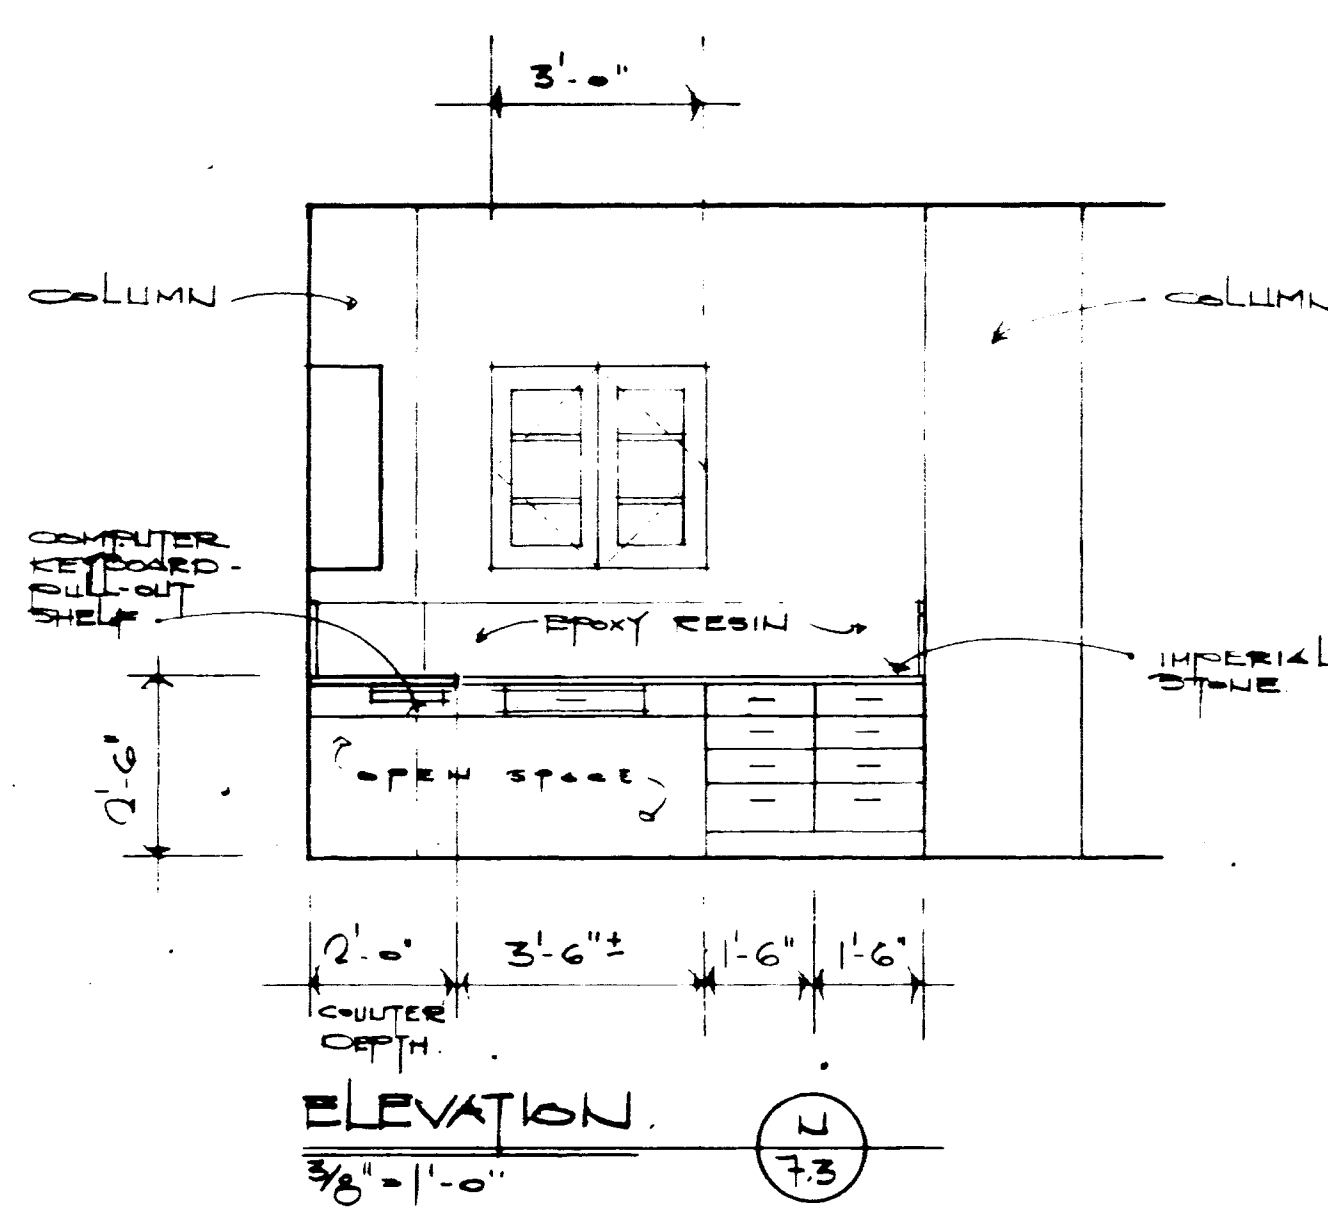 3'-0"
COLUMN
COLUMN
COMPUTER
KEYBOARD -
PULL-OUT
SHELF
EPOXY RESIN
IMPERIAL
STONE
2'-6"
OPEN SPACE
2'-0"
3'-6"±
1'-6"
1'-6"
COUNTER
DEPTH.
ELEVATION.
N
3/8" = 1'-0"
7.3